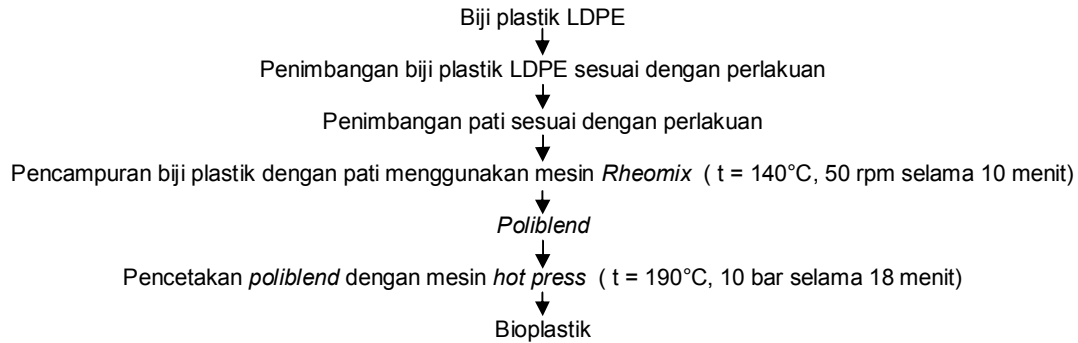 Biji plastik LDPE
Penimbangan biji plastik LDPE sesuai dengan perlakuan
Penimbangan pati sesuai dengan perlakuan
Pencampuran biji plastik dengan pati menggunakan mesin Rheomix ( t = 140°C, 50 rpm selama 10 menit)
Poliblend
Pencetakan poliblend dengan mesin hot press ( t = 190°C, 10 bar selama 18 menit)
Bioplastik